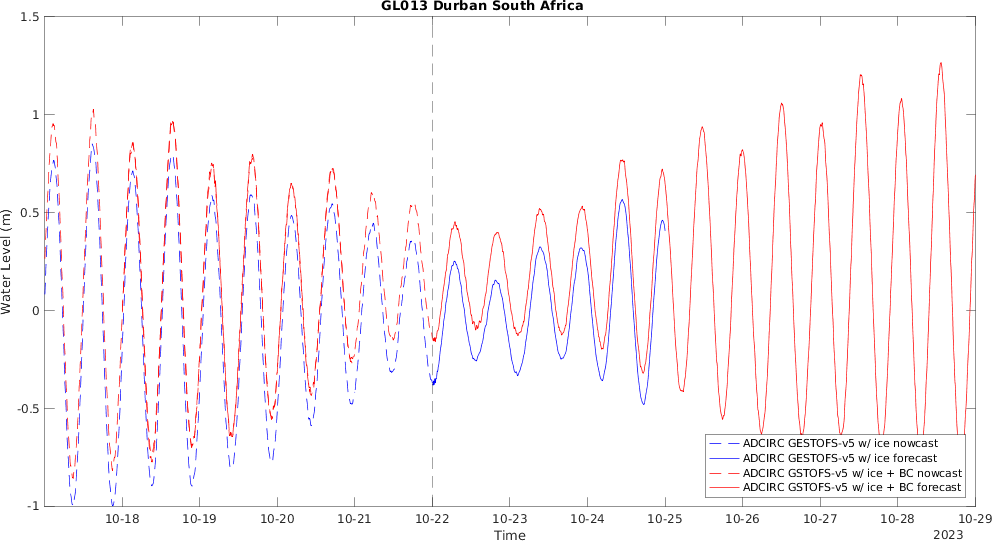 GL013 Durban South Africa
1.5
1
0.5
0
-0.5
-1
Water Level (m)
10-18 10-19 10-20 10-21 10-22 10-23 10-24 10-25 10-26 10-27 10-28 10-29
Time
2023
ADCIRC GESTOFS-v5 w/ ice nowcast
ADCIRC GESTOFS-v5 w/ ice forecast
ADCIRC GSTOFS-v5 w/ ice + BC nowcast
ADCIRC GSTOFS-v5 w/ ice + BC forecast